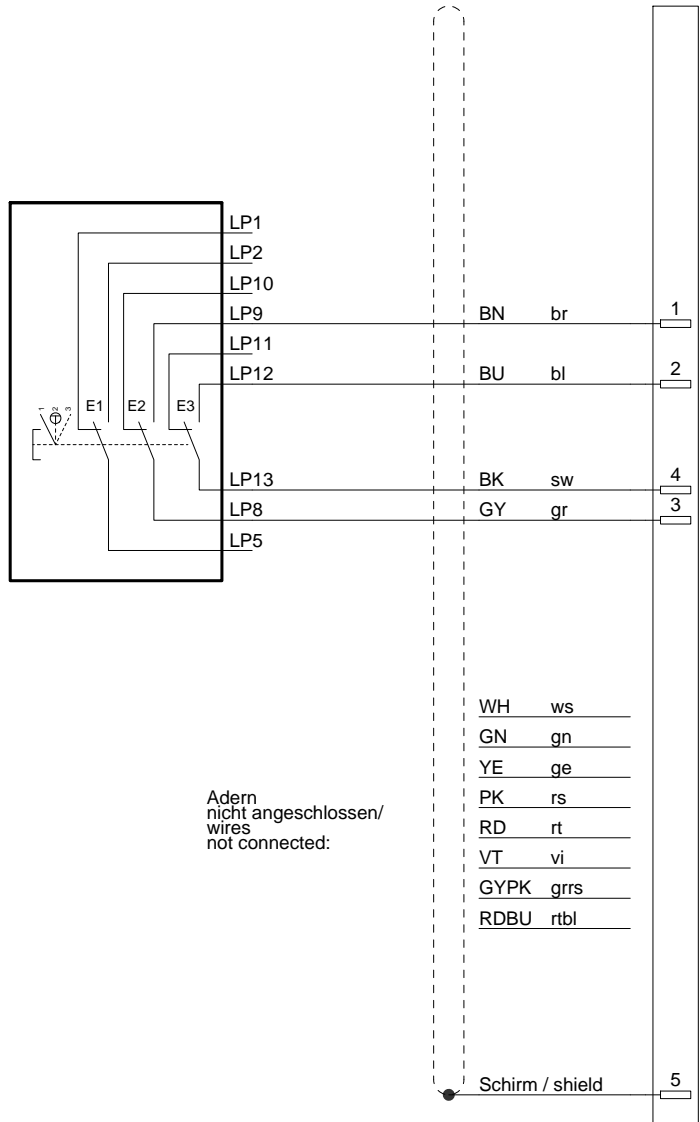 LP1
LP2
LP10
LP9 BN br 1
LP11
LP12 BU bl 2
1 2 3 E1 E2 E3
LP13 BK sw 4
LP8 GY gr 3
LP5
WH ws
GN gn
YE ge
PK rs
RD rt
VT vi
GYPK grrs
RDBU rtbl
Adern
nicht angeschlossen/
wires
not connected:
Schirm / shield 5